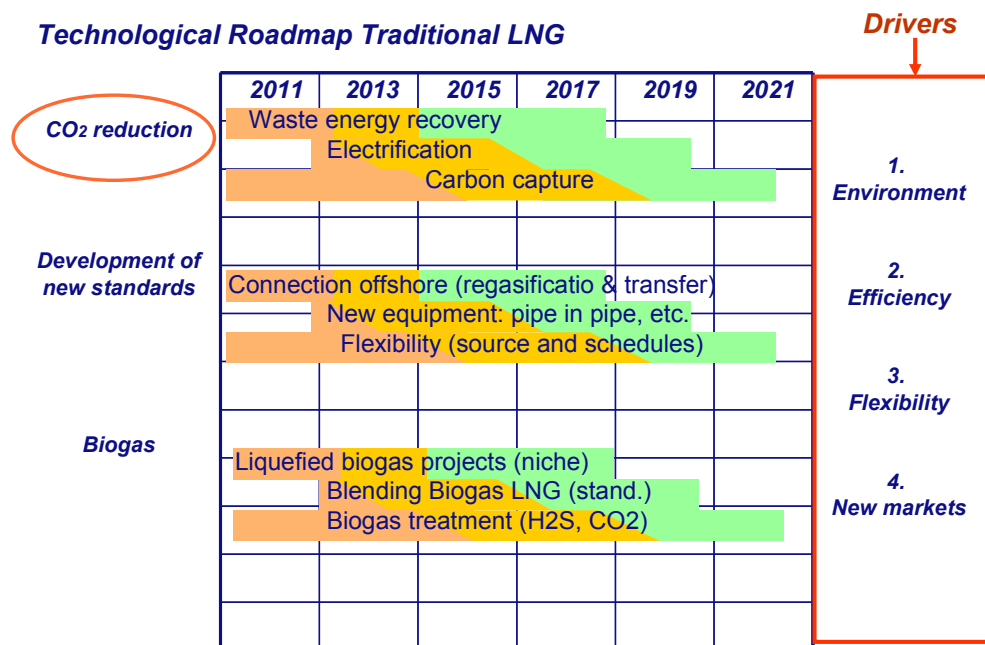 Technological Roadmap Traditional LNG
Drivers
2011 2013 2015 2017 2019 2021
CO2 reduction
Waste energy recovery
Electrification
Carbon capture
Development of
new standards
Connection offshore (regasificatio & transfer)
New equipment: pipe in pipe, etc.
Flexibility (source and schedules)
Biogas
Liquefied biogas projects (niche)
Blending Biogas LNG (stand.)
Biogas treatment (H2S, CO2)
1.
Environment
2.
Efficiency
3.
Flexibility
4.
New markets